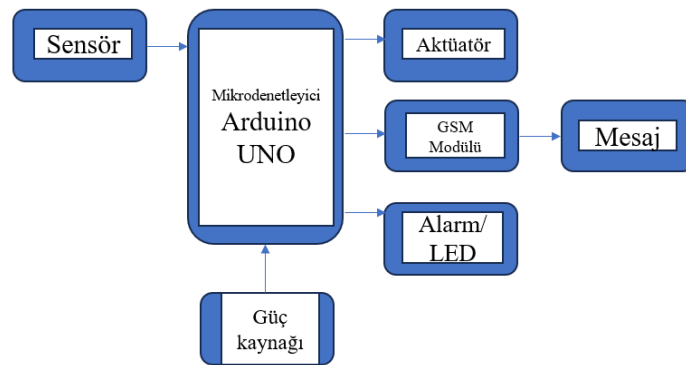 Sensör
Mikrodenetleyici
Arduino
UNO
Aktüatör
GSM
Modülü
Mesaj
Alarm/
LED
Güç
kaynağı